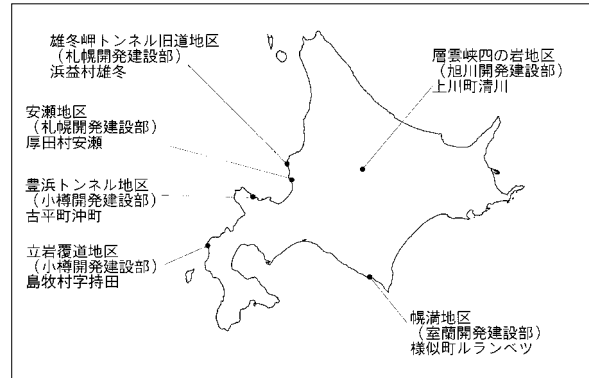 雄冬岬トンネル旧道地区
（札幌開発建設部）
浜益村雄冬
安瀬地区
（札幌開発建設部）
厚田村安瀬
豊浜トンネル地区
（小樽開発建設部）
古平町沖町
立岩覆道地区
（小樽開発建設部）
島牧村字持田
層雲峡四の岩地区
（旭川開発建設部）
上川町清川
幌満地区
（室蘭開発建設部）
様似町ルランベツ